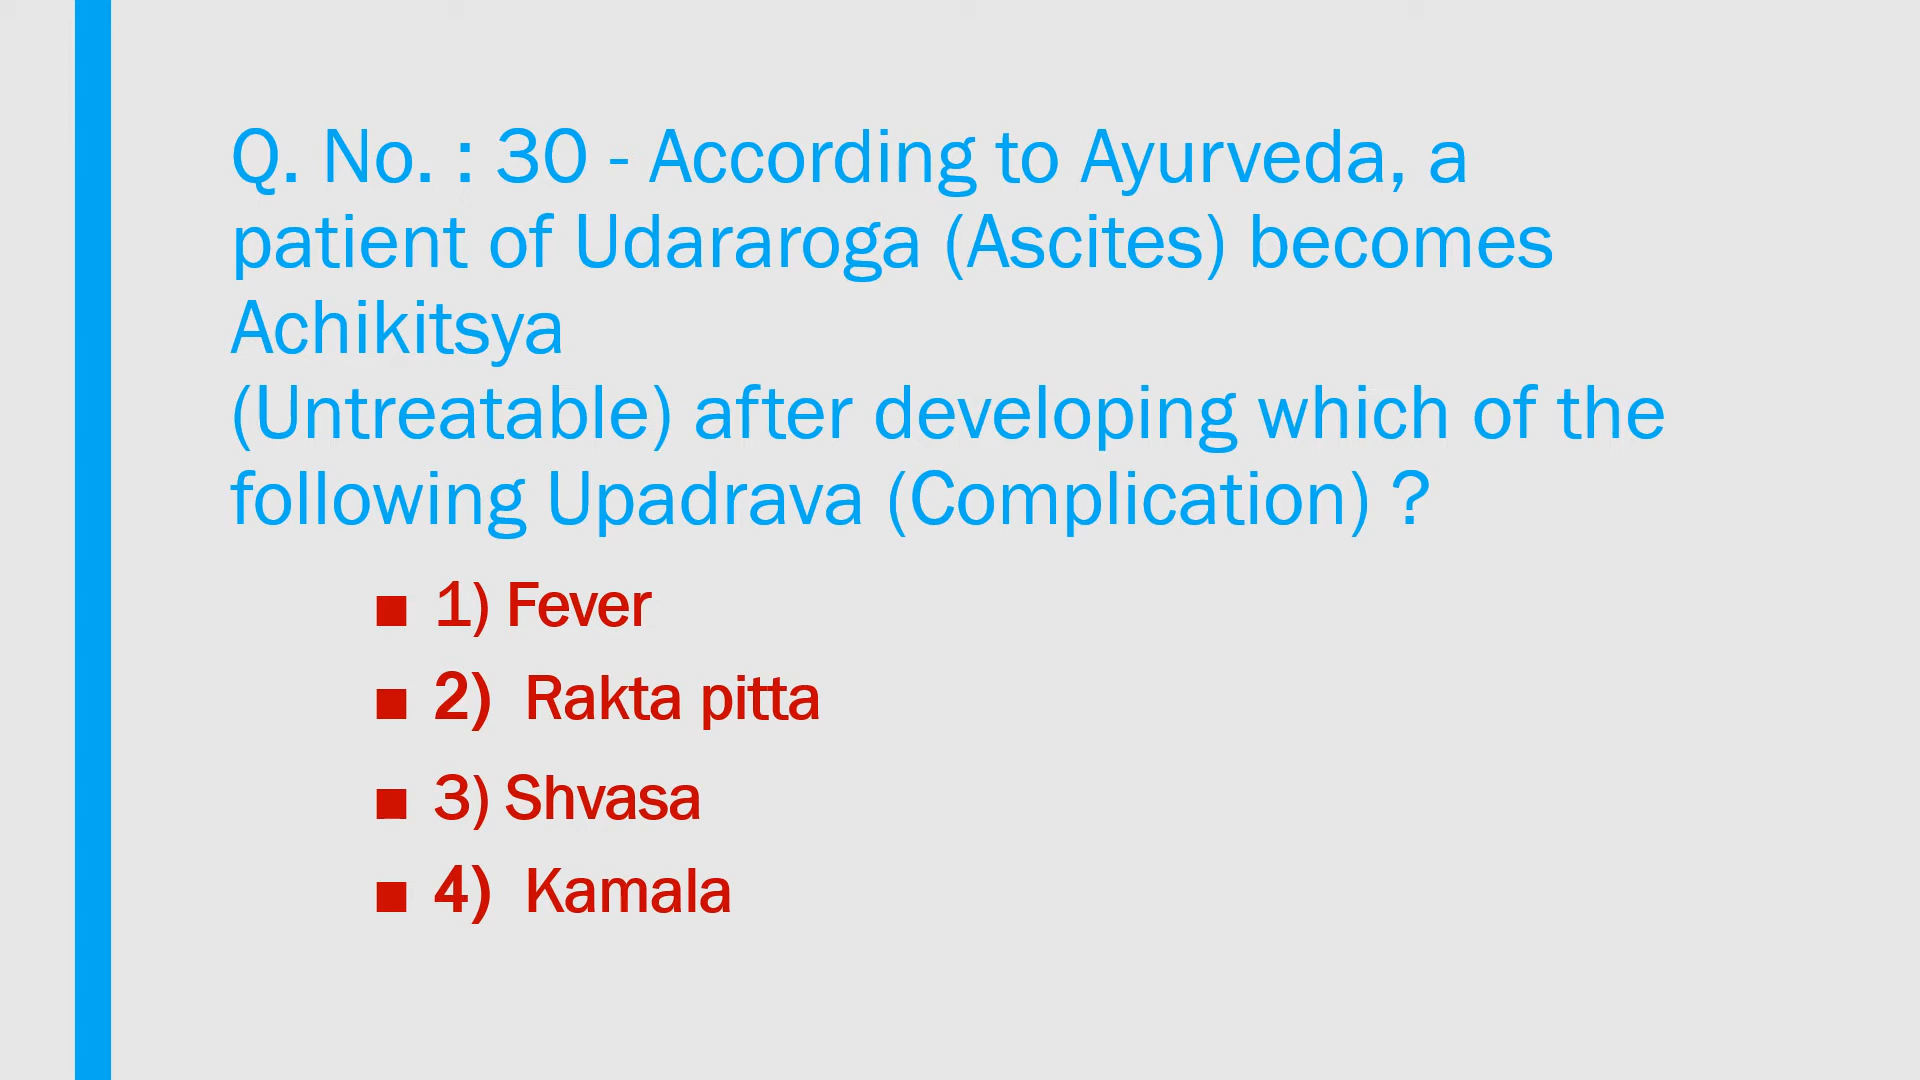 Q. No. : 30 - According to Ayurveda, a
patient of Udararoga (Ascites) becomes
Achikitsya
(Untreatable) after developing which of the
following Upadrava (Complication) ?
■ 1) Fever
■ 2) Rakta pitta
■ 3) Shvasa
■ 4) Kamala